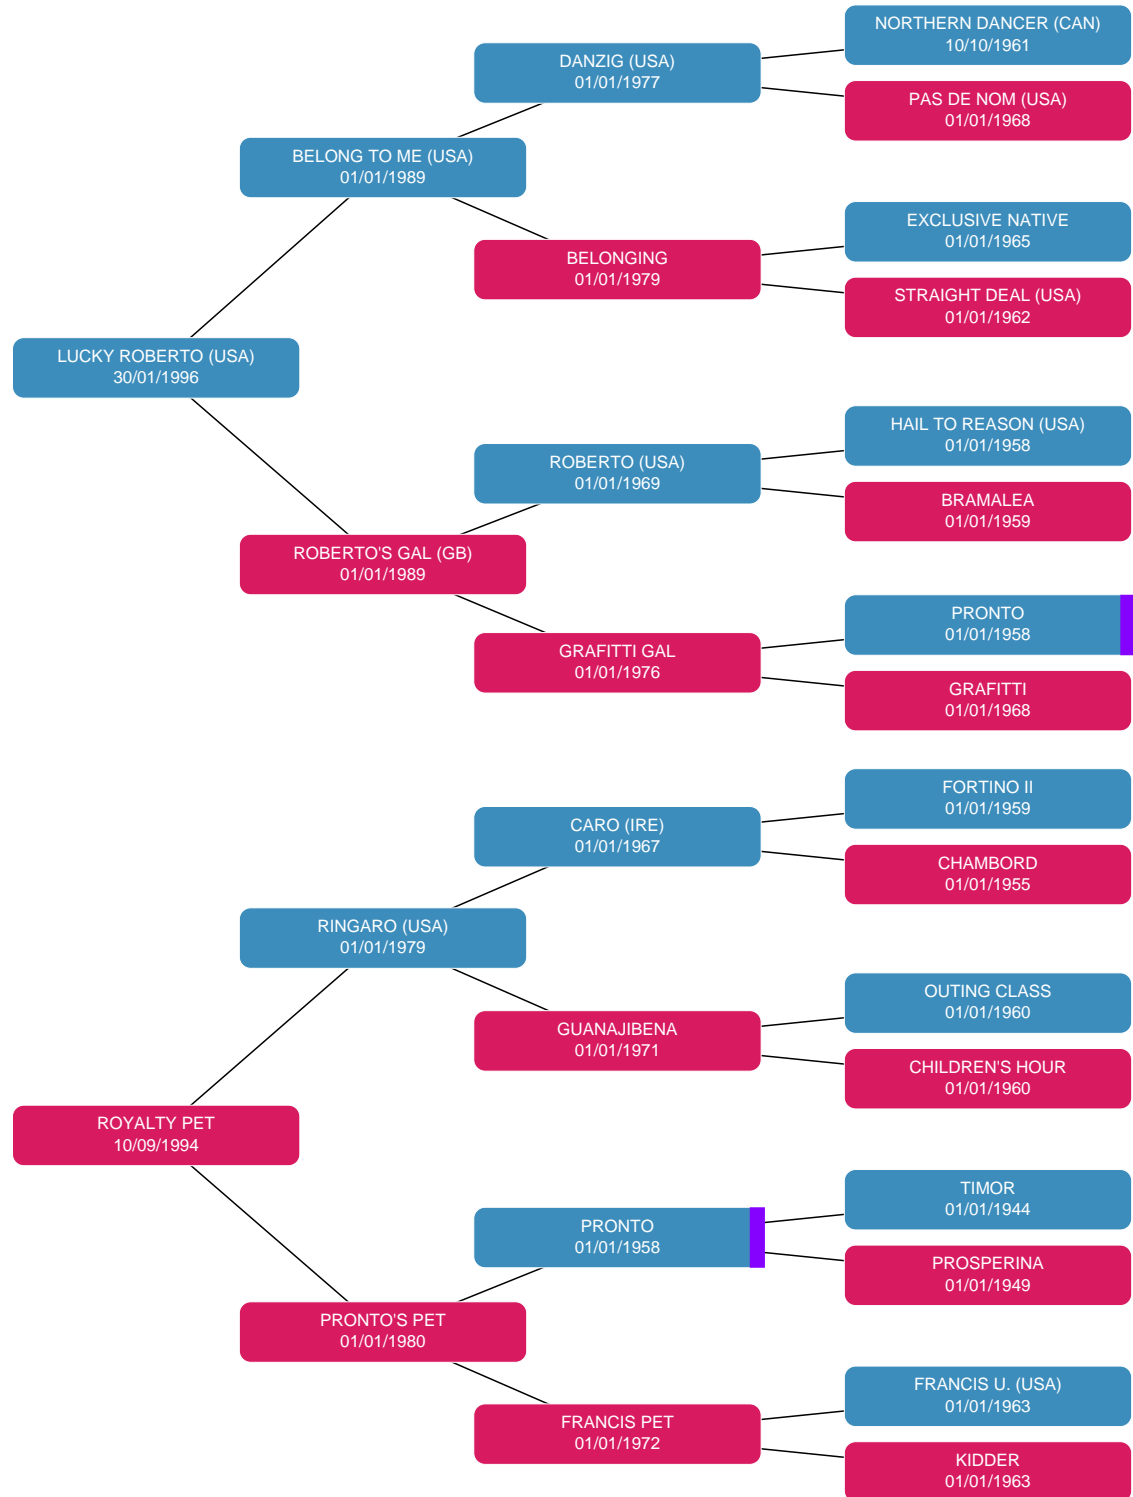 NORTHERN DANCER (CAN)
10/10/1961
DANZIG (USA)
01/01/1977
PAS DE NOM (USA)
01/01/1968
BELONG TO ME (USA)
01/01/1989
EXCLUSIVE NATIVE
01/01/1965
BELONGING
01/01/1979
STRAIGHT DEAL (USA)
01/01/1962
LUCKY ROBERTO (USA)
30/01/1996
HAIL TO REASON (USA)
01/01/1958
ROBERTO (USA)
01/01/1969
BRAMALEA
01/01/1959
ROBERTO'S GAL (GB)
01/01/1989
PRONTO
01/01/1958
GRAFITTI GAL
01/01/1976
GRAFITTI
01/01/1968
FORTINO II
01/01/1959
CARO (IRE)
01/01/1967
CHAMBORD
01/01/1955
RINGARO (USA)
01/01/1979
OUTING CLASS
01/01/1960
GUANAJIBENA
01/01/1971
CHILDREN'S HOUR
01/01/1960
ROYALTY PET
10/09/1994
TIMOR
01/01/1944
PRONTO
01/01/1958
PROSPERINA
01/01/1949
PRONTO'S PET
01/01/1980
FRANCIS U. (USA)
01/01/1963
FRANCIS PET
01/01/1972
KIDDER
01/01/1963